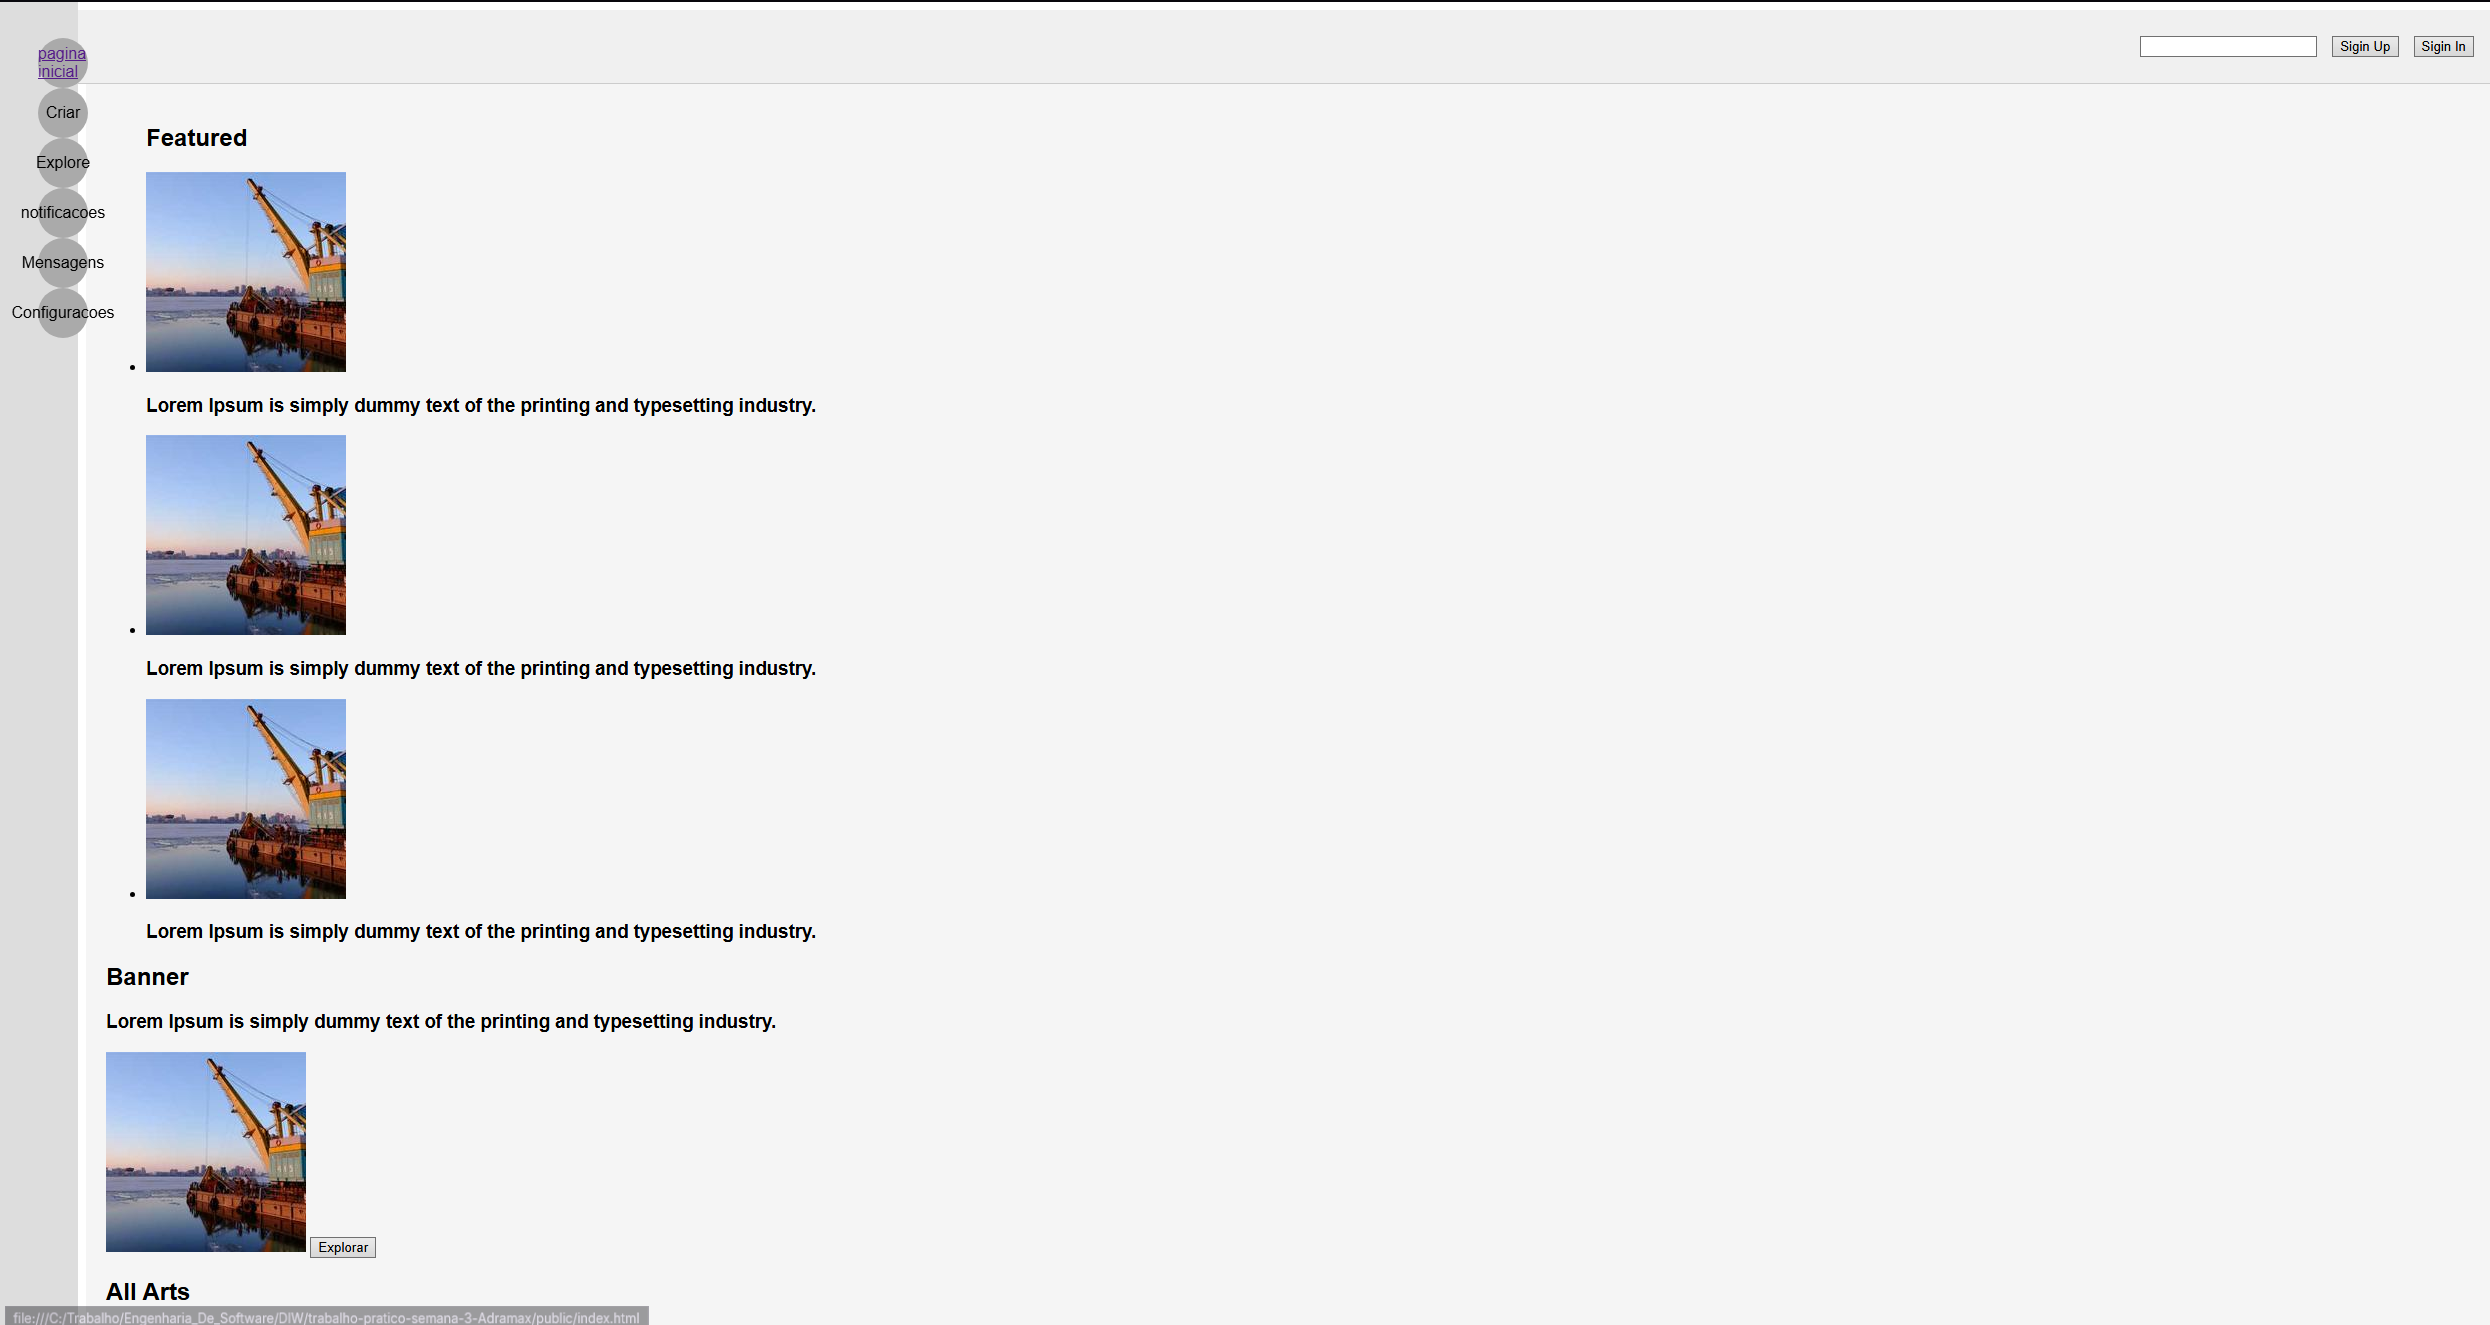 pagina
inicial
Criar
Explore
notificacoes
Mensagens
Configuracoes
Sigin Up
Sigin In
Featured
Lorem Ipsum is simply dummy text of the printing and typesetting industry.
Lorem Ipsum is simply dummy text of the printing and typesetting industry.
Lorem Ipsum is simply dummy text of the printing and typesetting industry.
Banner
Lorem Ipsum is simply dummy text of the printing and typesetting industry.
Explorar
All Arts
file:///C:/Trabalho/Engenharia_De_Software/DIW/trabalho-pratico-semana-3-Adramax/public/index.html